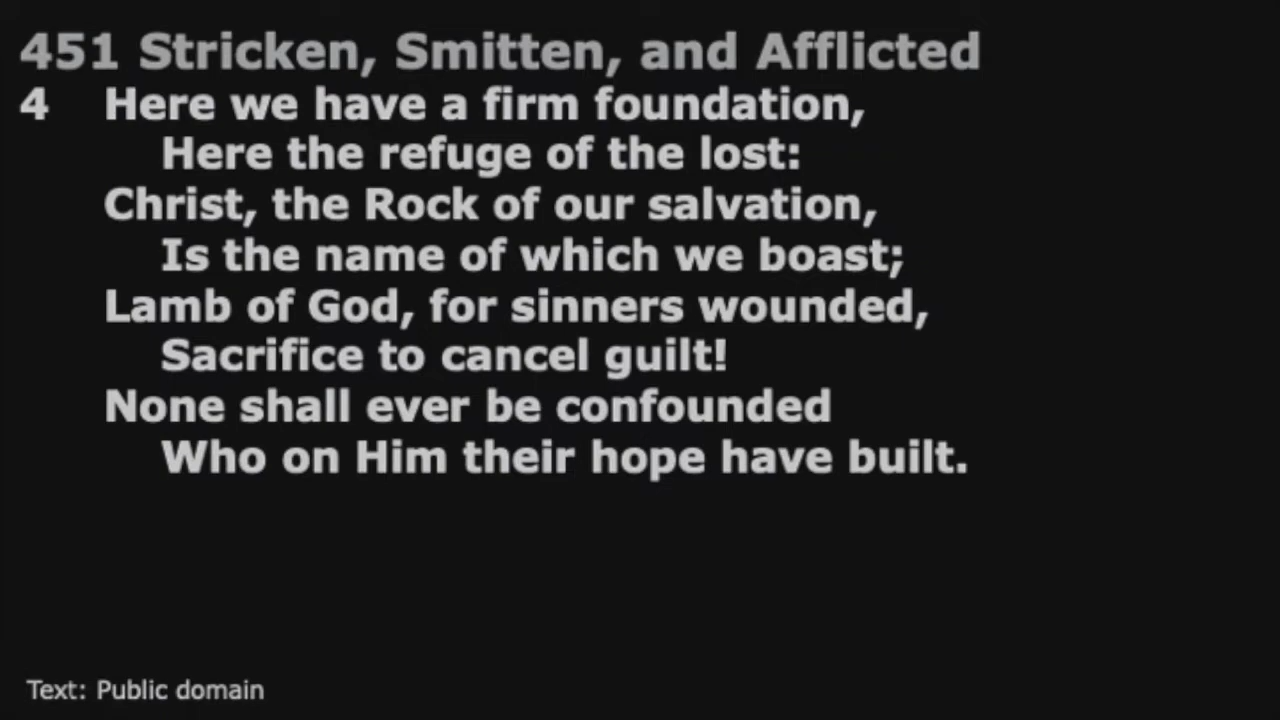 451 Stricken, Smitten, and Afflicted
4 Here we have a firm foundation,
Here the refuge of the lost:
Christ, the Rock of our salvation,
Is the name of which we boast;
Lamb of God, for sinners wounded,
Sacrifice to cancel guilt!
None shall ever be confounded
Who on Him their hope have built.
Text: Public domain